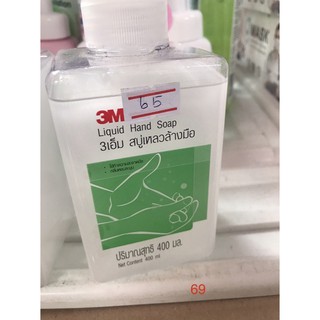 65
3M
Liquid Hand Soap
3เอ็ม สบู่เหลวล้างมือ
ปริมาณสุทธิ 400 มล.
Net Content 400 ml
69